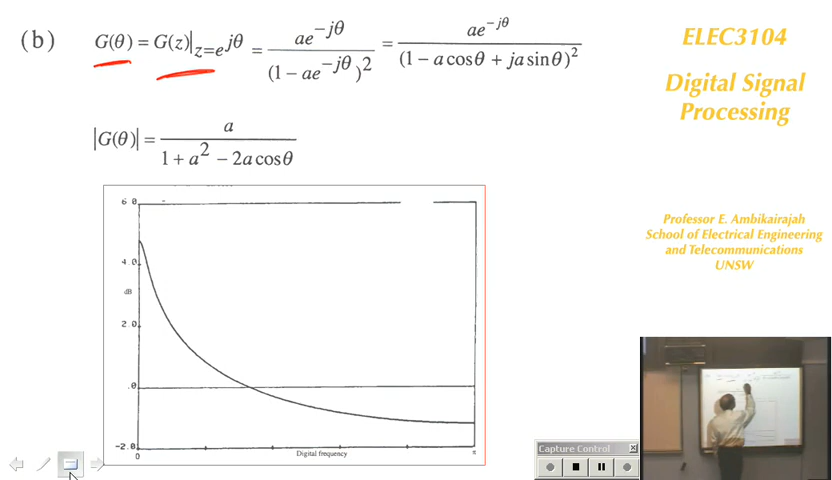 (b) G(θ) = G(z)|z=e^jθ = ae^−jθ / (1 − ae^−jθ)^2 = ae^−jθ / (1 − a cosθ + ja sinθ)^2
|G(θ)| = a / (1 + a^2 − 2a cosθ)
6 0
4. 0
dB
2. 0
.0
−2. 0
0
Digital frequency
π
ELEC3104
Digital Signal
Processing
Professor E. Ambikairajah
School of Electrical Engineering
and Telecommunications
UNSW
Capture Control